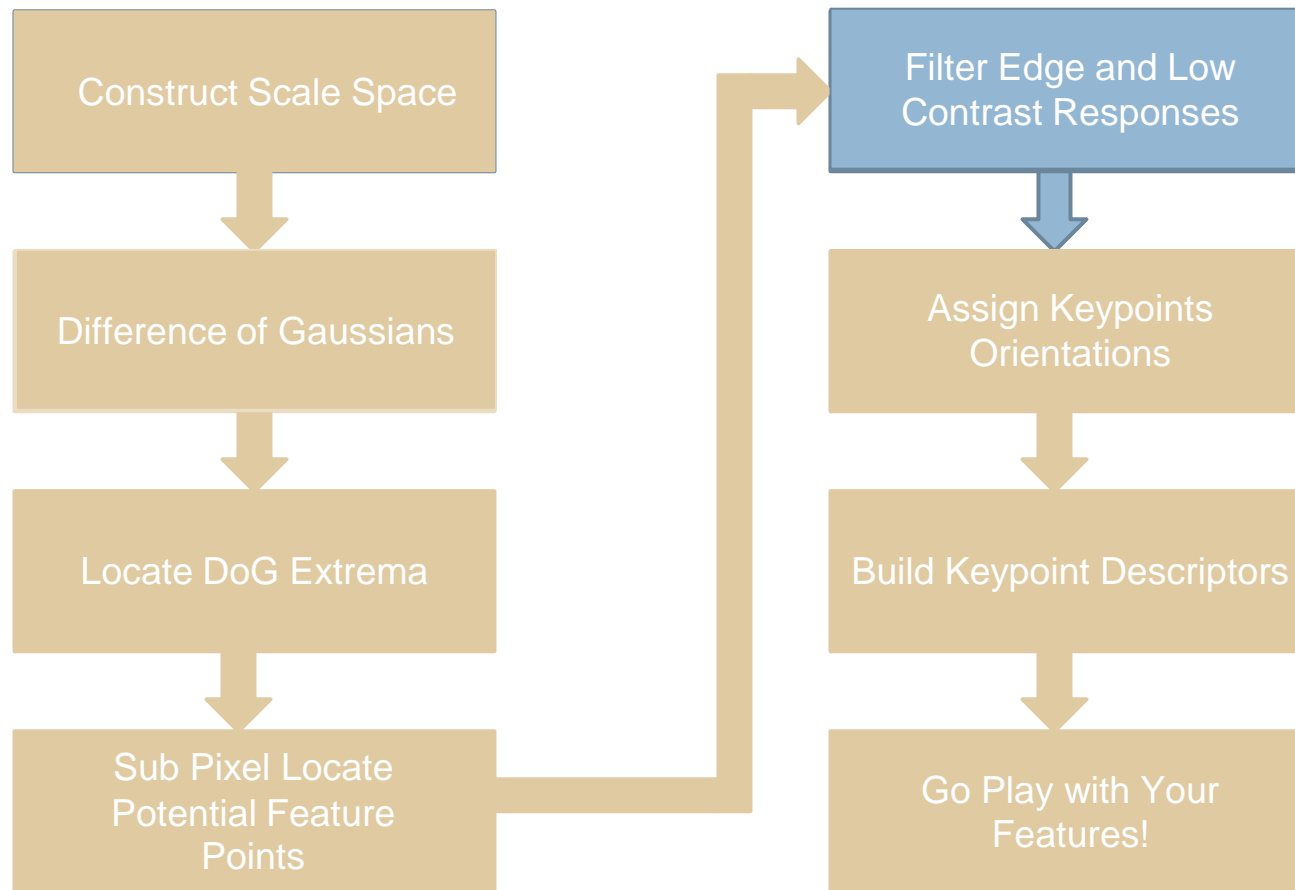 Construct Scale Space
Difference of Gaussians
Locate DoG Extrema
Sub Pixel Locate
Potential Feature
Points
Filter Edge and Low
Contrast Responses
Assign Keypoints
Orientations
Build Keypoint Descriptors
Go Play with Your
Features!